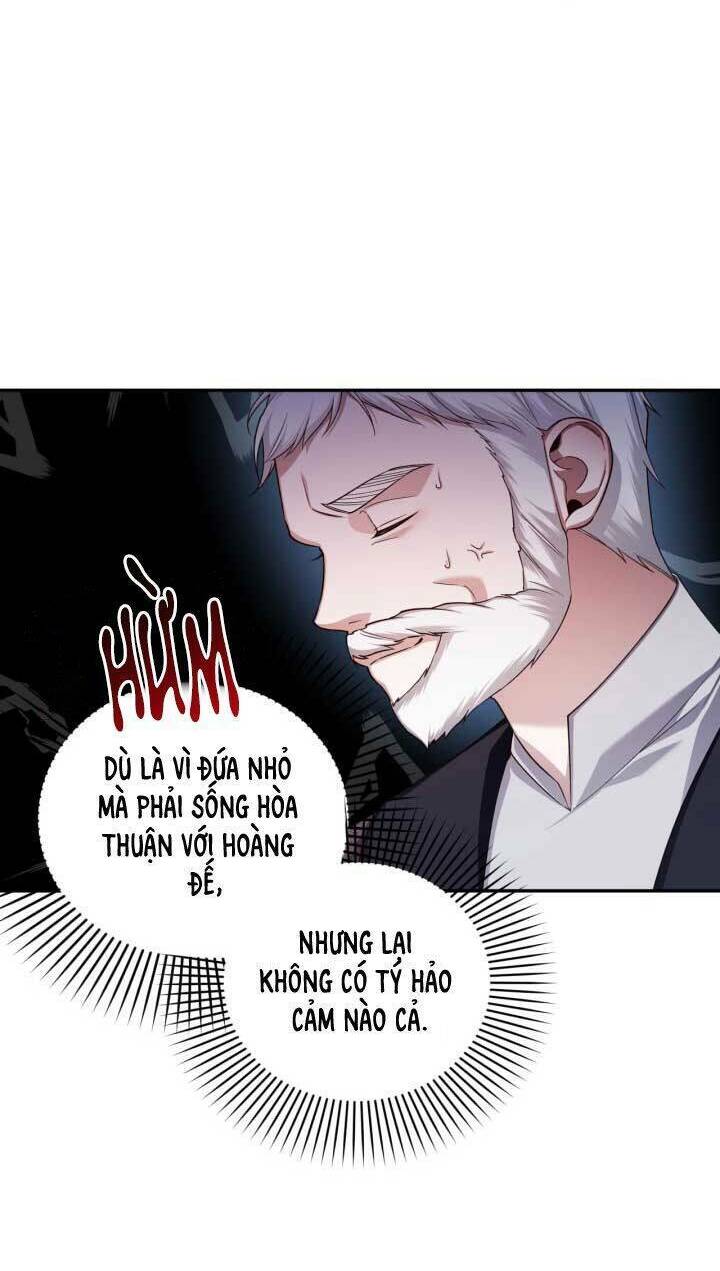 HỪM
DÙ LÀ VÌ ĐỨA NHỎ
MÀ PHẢI SỐNG HÒA
THUẬN VỚI HOÀNG
ĐẾ,
NHƯNG LẠI
KHÔNG CÓ TÝ HẢO
CẢM NÀO CẢ.